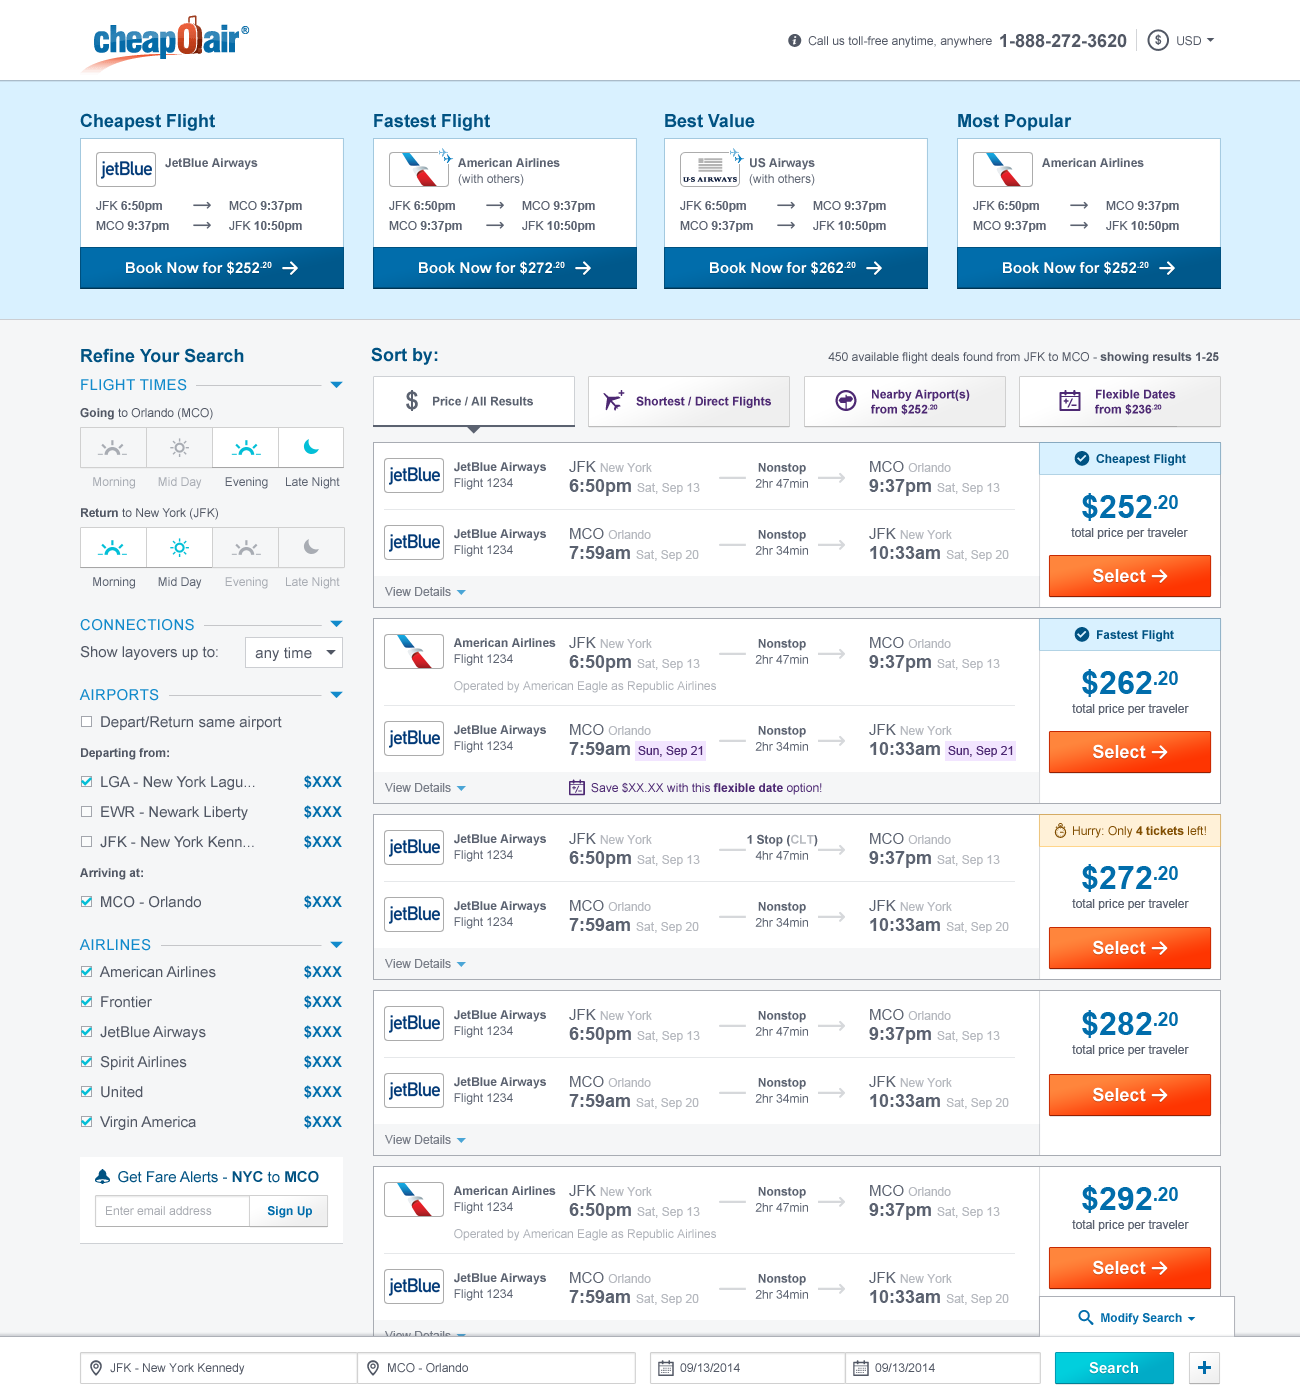 cheapOair®
Call us toll-free anytime, anywhere 1-888-272-3620
$ USD
Cheapest Flight
jetBlue
JetBlue Airways
JFK 6:50pm → MCO 9:37pm
MCO 9:37pm → JFK 10:50pm
Book Now for $252.20 →
Fastest Flight
American Airlines
(with others)
JFK 6:50pm → MCO 9:37pm
MCO 9:37pm → JFK 10:50pm
Book Now for $272.20 →
Best Value
U·S AIRWAYS
US Airways
(with others)
JFK 6:50pm → MCO 9:37pm
MCO 9:37pm → JFK 10:50pm
Book Now for $262.20 →
Most Popular
American Airlines
JFK 6:50pm → MCO 9:37pm
MCO 9:37pm → JFK 10:50pm
Book Now for $252.20 →
Refine Your Search
FLIGHT TIMES
Going to Orlando (MCO)
Morning Mid Day Evening Late Night
Return to New York (JFK)
Morning Mid Day Evening Late Night
CONNECTIONS
Show layovers up to: any time
AIRPORTS
Depart/Return same airport
Departing from:
LGA - New York Lagu... $XXX
EWR - Newark Liberty $XXX
JFK - New York Kenn... $XXX
Arriving at:
MCO - Orlando $XXX
AIRLINES
American Airlines $XXX
Frontier $XXX
JetBlue Airways $XXX
Spirit Airlines $XXX
United $XXX
Virgin America $XXX
Get Fare Alerts - NYC to MCO
Enter email address Sign Up
Sort by:
450 available flight deals found from JFK to MCO - showing results 1-25
$ Price / All Results
Shortest / Direct Flights
Nearby Airport(s)
from $252.20
Flexible Dates
from $236.20
jetBlue
JetBlue Airways
Flight 1234
JFK New York
6:50pm Sat, Sep 13
Nonstop
2hr 47min
MCO Orlando
9:37pm Sat, Sep 13
jetBlue
JetBlue Airways
Flight 1234
MCO Orlando
7:59am Sat, Sep 20
Nonstop
2hr 34min
JFK New York
10:33am Sat, Sep 20
View Details
Cheapest Flight
$252.20
total price per traveler
Select →
American Airlines
Flight 1234
JFK New York
6:50pm Sat, Sep 13
Nonstop
2hr 47min
MCO Orlando
9:37pm Sat, Sep 13
Operated by American Eagle as Republic Airlines
jetBlue
JetBlue Airways
Flight 1234
MCO Orlando
7:59am Sun, Sep 21
Nonstop
2hr 34min
JFK New York
10:33am Sun, Sep 21
View Details
Save $XX.XX with this flexible date option!
Fastest Flight
$262.20
total price per traveler
Select →
jetBlue
JetBlue Airways
Flight 1234
JFK New York
6:50pm Sat, Sep 13
1 Stop (CLT)
4hr 47min
MCO Orlando
9:37pm Sat, Sep 13
jetBlue
JetBlue Airways
Flight 1234
MCO Orlando
7:59am Sat, Sep 20
Nonstop
2hr 34min
JFK New York
10:33am Sat, Sep 20
View Details
Hurry: Only 4 tickets left!
$272.20
total price per traveler
Select →
jetBlue
JetBlue Airways
Flight 1234
JFK New York
6:50pm Sat, Sep 13
Nonstop
2hr 47min
MCO Orlando
9:37pm Sat, Sep 13
jetBlue
JetBlue Airways
Flight 1234
MCO Orlando
7:59am Sat, Sep 20
Nonstop
2hr 34min
JFK New York
10:33am Sat, Sep 20
View Details
$282.20
total price per traveler
Select →
American Airlines
Flight 1234
JFK New York
6:50pm Sat, Sep 13
Nonstop
2hr 47min
MCO Orlando
9:37pm Sat, Sep 13
Operated by American Eagle as Republic Airlines
jetBlue
JetBlue Airways
Flight 1234
MCO Orlando
7:59am Sat, Sep 20
Nonstop
2hr 34min
JFK New York
10:33am Sat, Sep 20
View Details
$292.20
total price per traveler
Select →
Modify Search
JFK - New York Kennedy
MCO - Orlando
09/13/2014
09/13/2014
Search
+